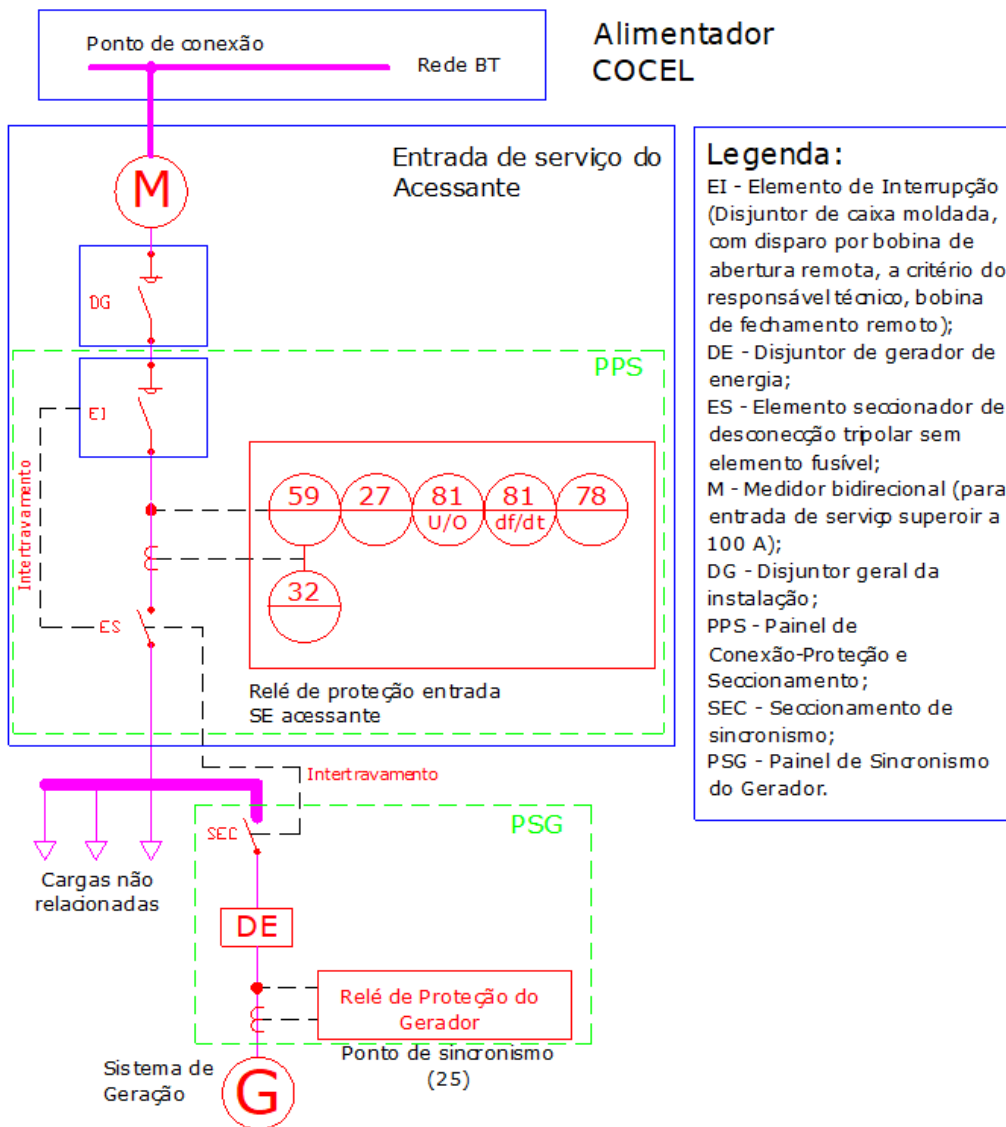 Ponto de conexão
Rede BT
Alimentador
COCEL
Entrada de serviço do
Acessante
M
DG
PPS
EI
Intertravamento
59
27
81
U/O
81
df/dt
78
32
ES
Relé de proteção entrada
SE acessante
Intertravamento
PSG
SEC
Cargas não
relacionadas
DE
Relé de Proteção do
Gerador
Ponto de sincronismo
(25)
Sistema de
Geração
G
Legenda:
EI - Elemento de Interrupção
(Disjuntor de caixa moldada,
com disparo por bobina de
abertura remota, a critério do
responsável técnico, bobina
de fechamento remoto);
DE - Disjuntor de gerador de
energia;
ES - Elemento seccionador de
desconecção tripolar sem
elemento fusível;
M - Medidor bidirecional (para
entrada de serviço superoir a
100 A);
DG - Disjuntor geral da
instalação;
PPS - Painel de
Conexão-Proteção e
Seccionamento;
SEC - Seccionamento de
sincronismo;
PSG - Painel de Sincronismo
do Gerador.